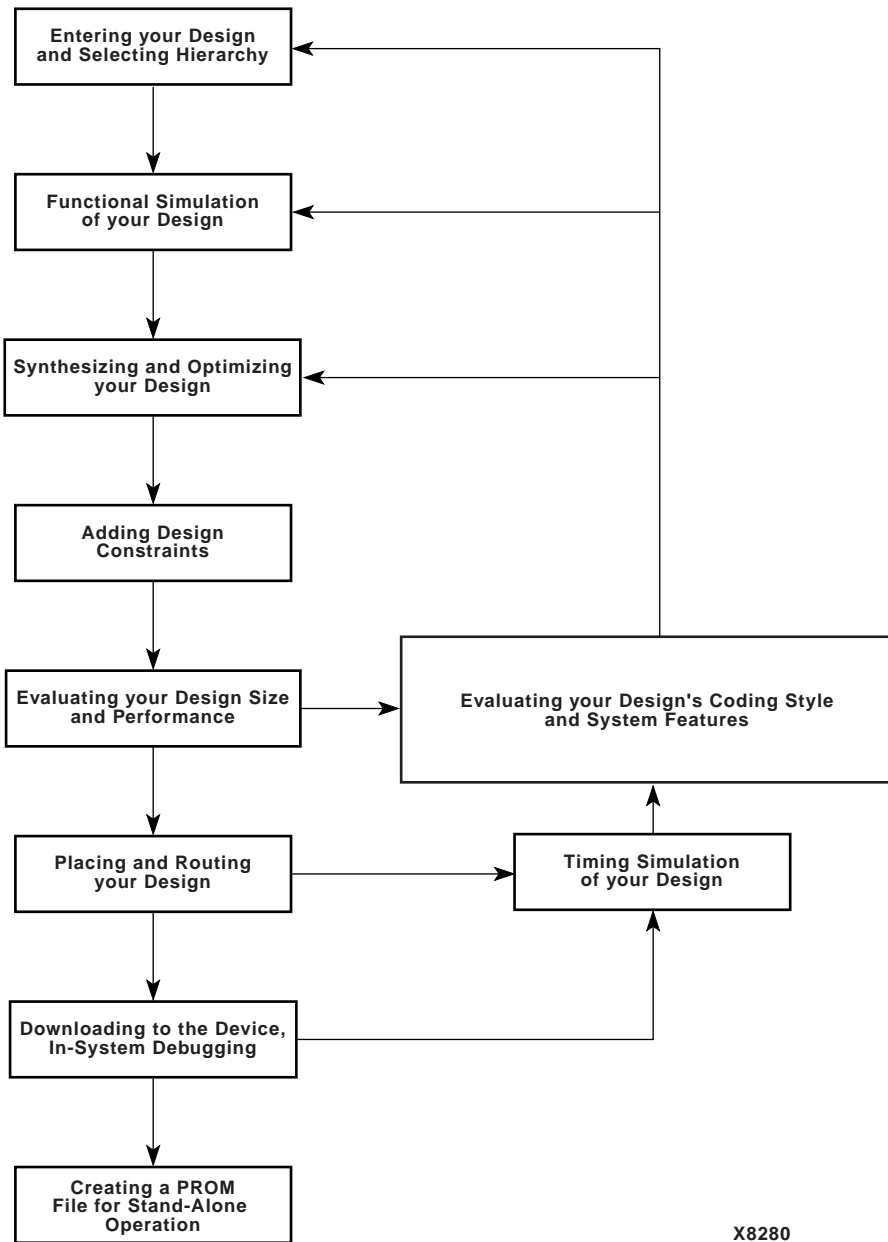 Entering your Design
and Selecting Hierarchy
Functional Simulation
of your Design
Synthesizing and Optimizing
your Design
Adding Design
Constraints
Evaluating your Design Size
and Performance
Evaluating your Design's Coding Style
and System Features
Placing and Routing
your Design
Timing Simulation
of your Design
Downloading to the Device,
In-System Debugging
Creating a PROM
File for Stand-Alone
Operation
X8280